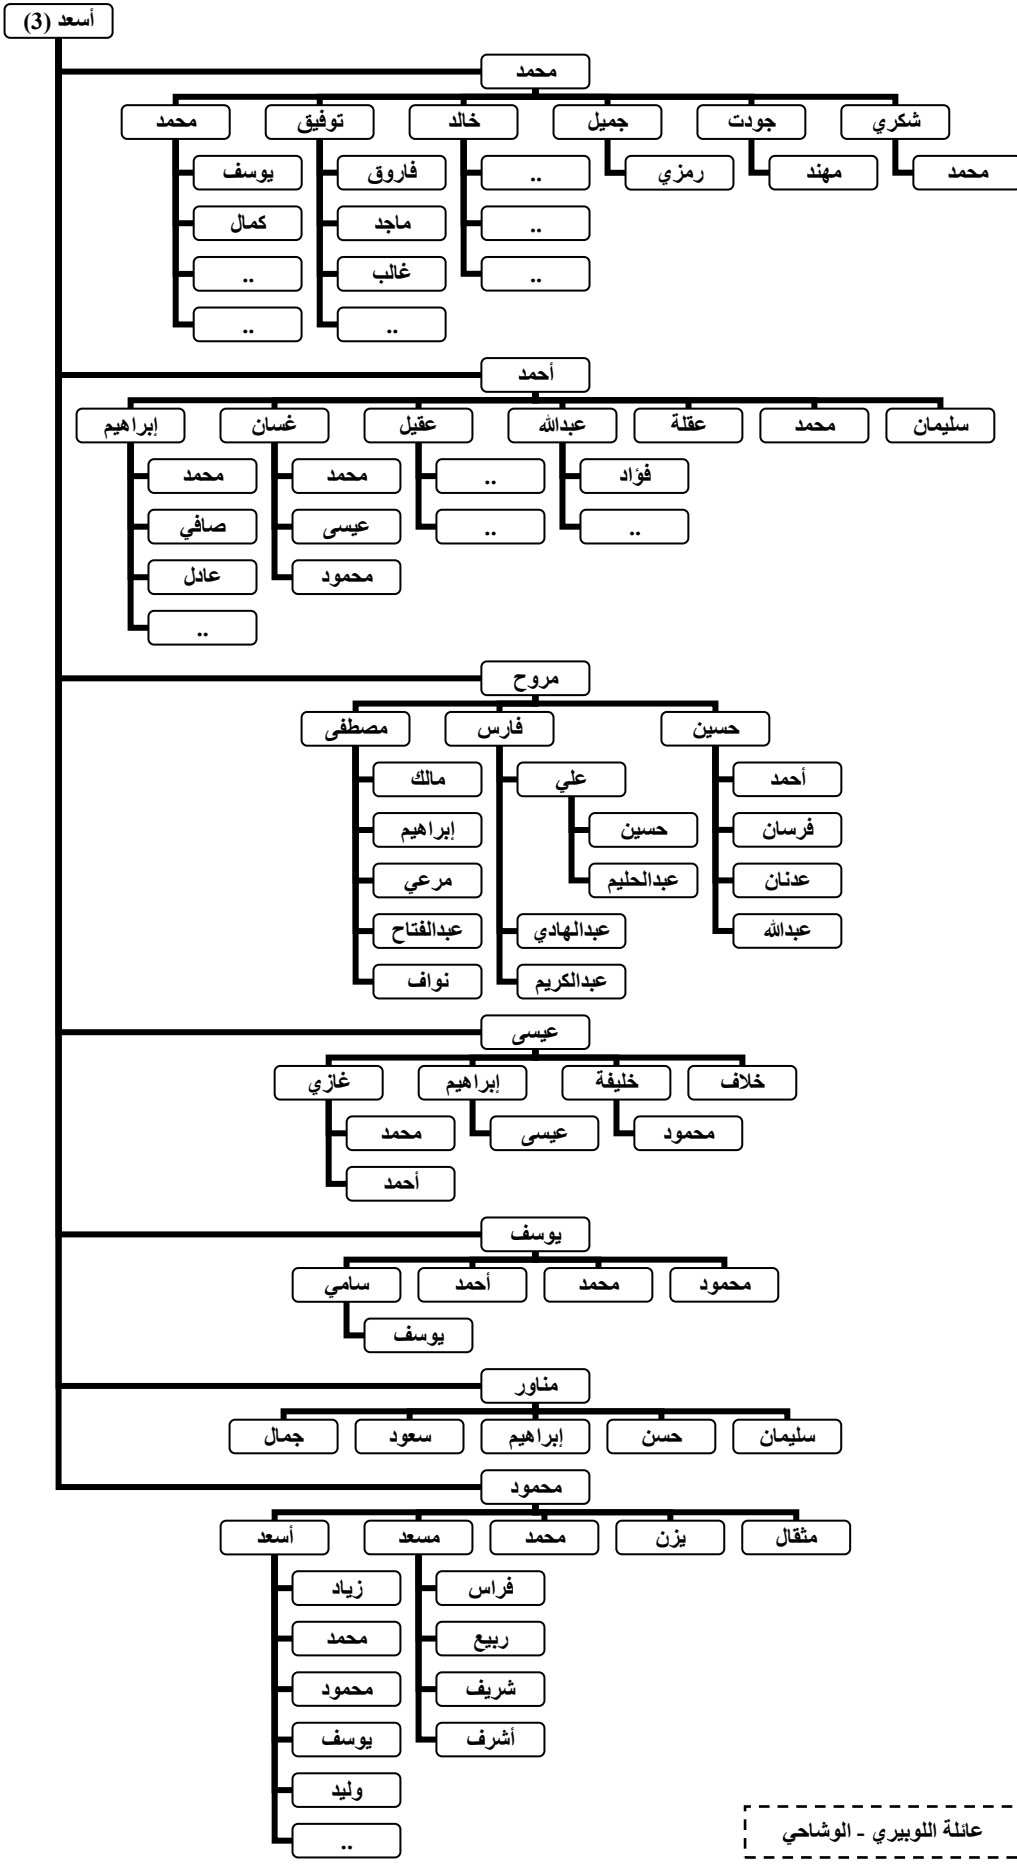 أسعد (3)
محمد
شكري
جودت
جميل
خالد
توفيق
محمد
محمد
مهند
رمزي
..
فاروق
يوسف
..
ماجد
كمال
..
غالب
..
..
..
أحمد
سليمان
محمد
عقلة
عبدالله
عقيل
غسان
إبراهيم
فؤاد
..
محمد
محمد
..
..
عيسى
صافي
محمود
عادل
..
مروح
حسين
فارس
مصطفى
أحمد
علي
مالك
فرسان
حسين
إبراهيم
عدنان
عبدالحليم
مرعي
عبدالله
عبدالهادي
عبدالفتاح
عبدالكريم
نواف
عيسى
خلاف
خليفة
إبراهيم
غازي
محمود
عيسى
محمد
أحمد
يوسف
محمود
محمد
أحمد
سامي
يوسف
مناور
سليمان
حسن
إبراهيم
سعود
جمال
محمود
مثقال
يزن
محمد
مسعد
أسعد
فراس
زياد
ربيع
محمد
شريف
محمود
أشرف
يوسف
وليد
..
عائلة اللوبيري - الوشاحي